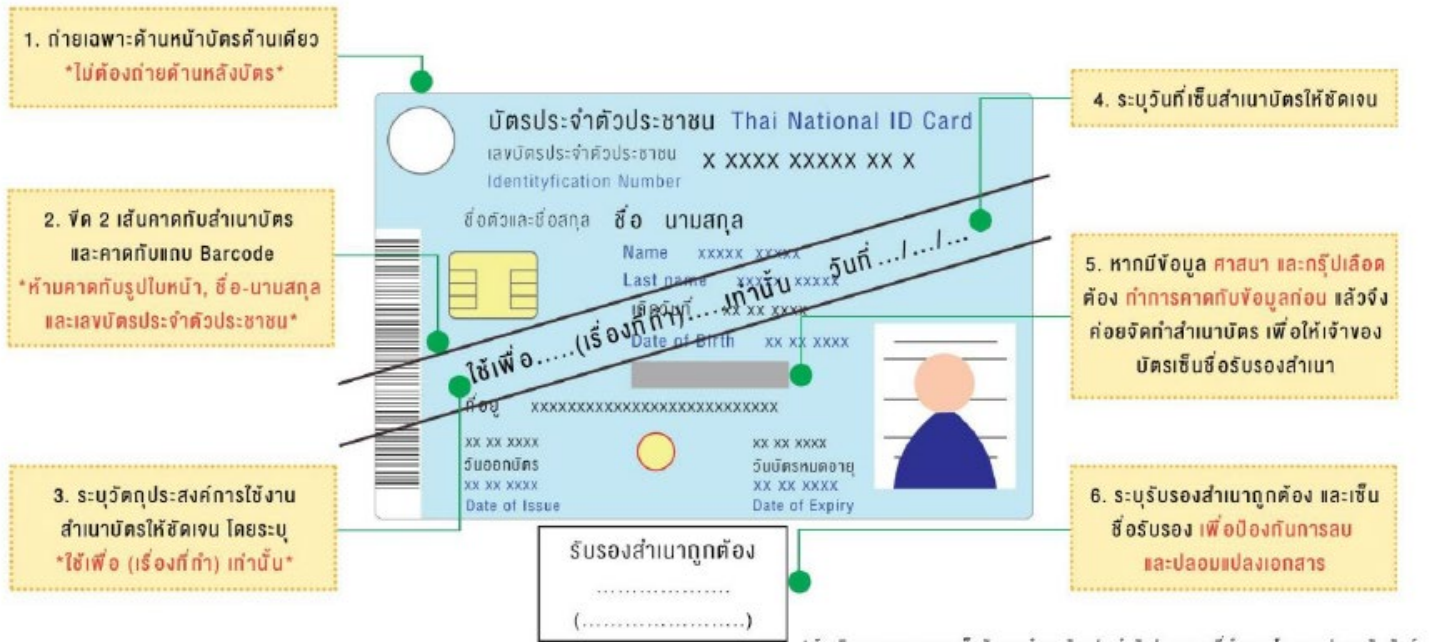 1. ถ่ายเฉพาะด้านหน้าบัตรด้านเดียว
*ไม่ต้องถ่ายด้านหลังบัตร*
2. ขีด 2 เส้นคาดทับสำเนาบัตร
และคาดทับแถบ Barcode
*ห้ามคาดทับรูปใบหน้า, ชื่อ-นามสกุล
และเลขบัตรประจำตัวประชาชน*
3. ระบุวัตถุประสงค์การใช้งาน
สำเนาบัตรให้ชัดเจน โดยระบุ
*ใช้เพื่อ (เรื่องที่ทำ) เท่านั้น*
บัตรประจำตัวประชาชน Thai National ID Card
เลขบัตรประจำตัวประชาชน X XXXX XXXXX XX X
Identityfication Number
ชื่อตัวและชื่อสกุล ชื่อ นามสกุล
Name xxxxx xxxxx
Last name xxxxx xxxxx
เกิดวันที่ xx xx xxxx
Date of Birth xx xx xxxx
ใช้เพื่อ.....(เรื่องที่ทำ).....เท่านั้น วันที่ .../.../...
ที่อยู่ xxxxxxxxxxxxxxxxxxxxxxxxxxx
xx xx xxxx
วันออกบัตร
xx xx xxxx
Date of Issue
xx xx xxxx
วันบัตรหมดอายุ
xx xx xxxx
Date of Expiry
รับรองสำเนาถูกต้อง
...................
(.......................)
4. ระบุวันที่เซ็นสำเนาบัตรให้ชัดเจน
5. หากมีข้อมูล ศาสนา และกรุ๊ปเลือด
ต้อง ทำการคาดทับข้อมูลก่อน แล้วจึง
ค่อยจัดทำสำเนาบัตร เพื่อให้เจ้าของ
บัตรเซ็นชื่อรับรองสำเนา
6. ระบุรับรองสำเนาถูกต้อง และเซ็น
ชื่อรับรอง เพื่อป้องกันการลบ
และปลอมแปลงเอกสาร